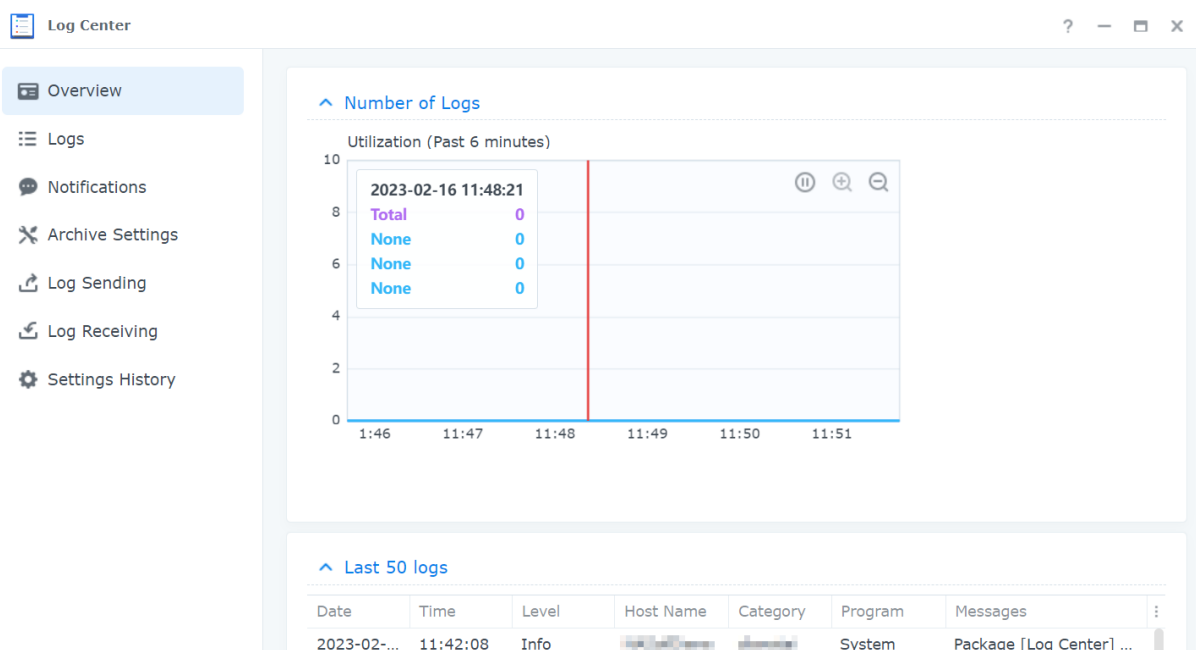 Log Center
?
Overview
Logs
Notifications
Archive Settings
Log Sending
Log Receiving
Settings History
Number of Logs
Utilization (Past 6 minutes)
10
8
6
4
2
0
2023-02-16 11:48:21
Total 0
None 0
None 0
None 0
1:46 11:47 11:48 11:49 11:50 11:51
Last 50 logs
Date Time Level Host Name Category Program Messages
2023-02-... 11:42:08 Info System Package [Log Center] ...